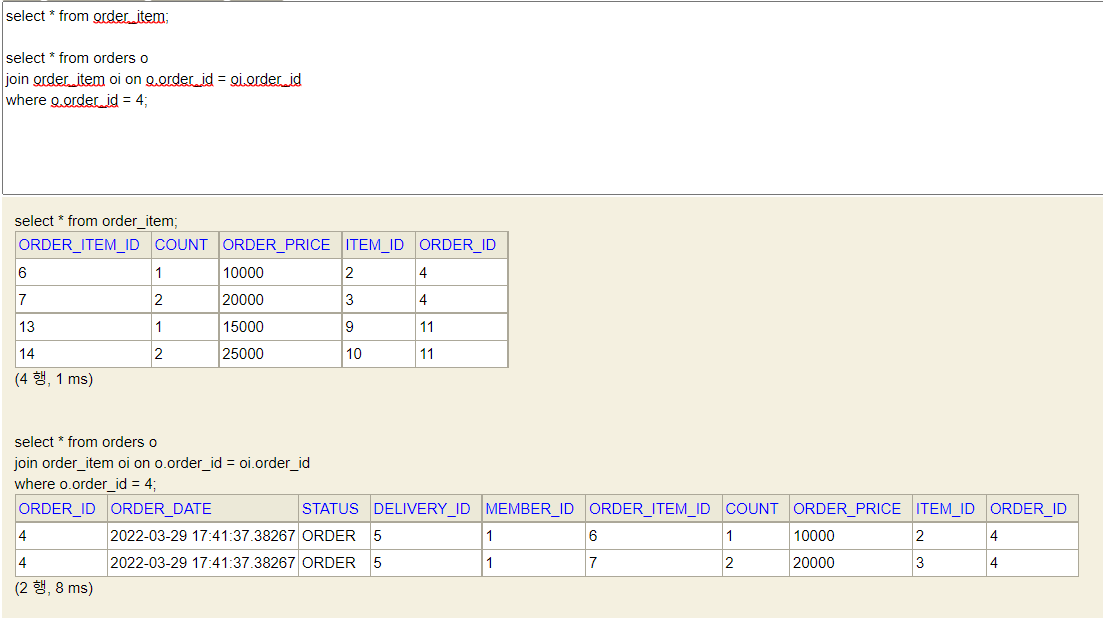 select * from order_item;
select * from orders o
join order_item oi on o.order_id = oi.order_id
where o.order_id = 4;
select * from order_item;
ORDER_ITEM_ID COUNT ORDER_PRICE ITEM_ID ORDER_ID
6 1 10000 2 4
7 2 20000 3 4
13 1 15000 9 11
14 2 25000 10 11
(4 행, 1 ms)
select * from orders o
join order_item oi on o.order_id = oi.order_id
where o.order_id = 4;
ORDER_ID ORDER_DATE STATUS DELIVERY_ID MEMBER_ID ORDER_ITEM_ID COUNT ORDER_PRICE ITEM_ID ORDER_ID
4 2022-03-29 17:41:37.38267 ORDER 5 1 6 1 10000 2 4
4 2022-03-29 17:41:37.38267 ORDER 5 1 7 2 20000 3 4
(2 행, 8 ms)